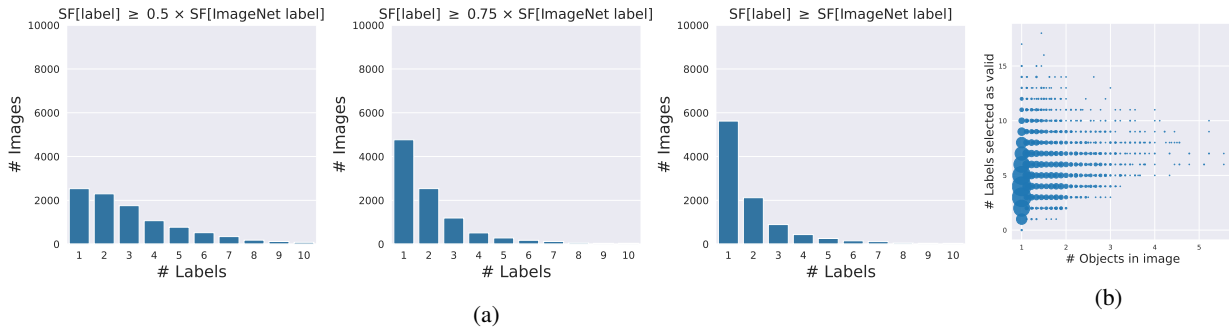 SF[label] ≥ 0.5 × SF[ImageNet label]
10000
8000
6000
4000
2000
0
# Images
1 2 3 4 5 6 7 8 9 10
# Labels
SF[label] ≥ 0.75 × SF[ImageNet label]
10000
8000
6000
4000
2000
0
# Images
1 2 3 4 5 6 7 8 9 10
# Labels
SF[label] ≥ SF[ImageNet label]
10000
8000
6000
4000
2000
0
# Images
1 2 3 4 5 6 7 8 9 10
# Labels
(a)
# Labels selected as valid
15
10
5
0
1 2 3 4 5
# Objects in image
(b)